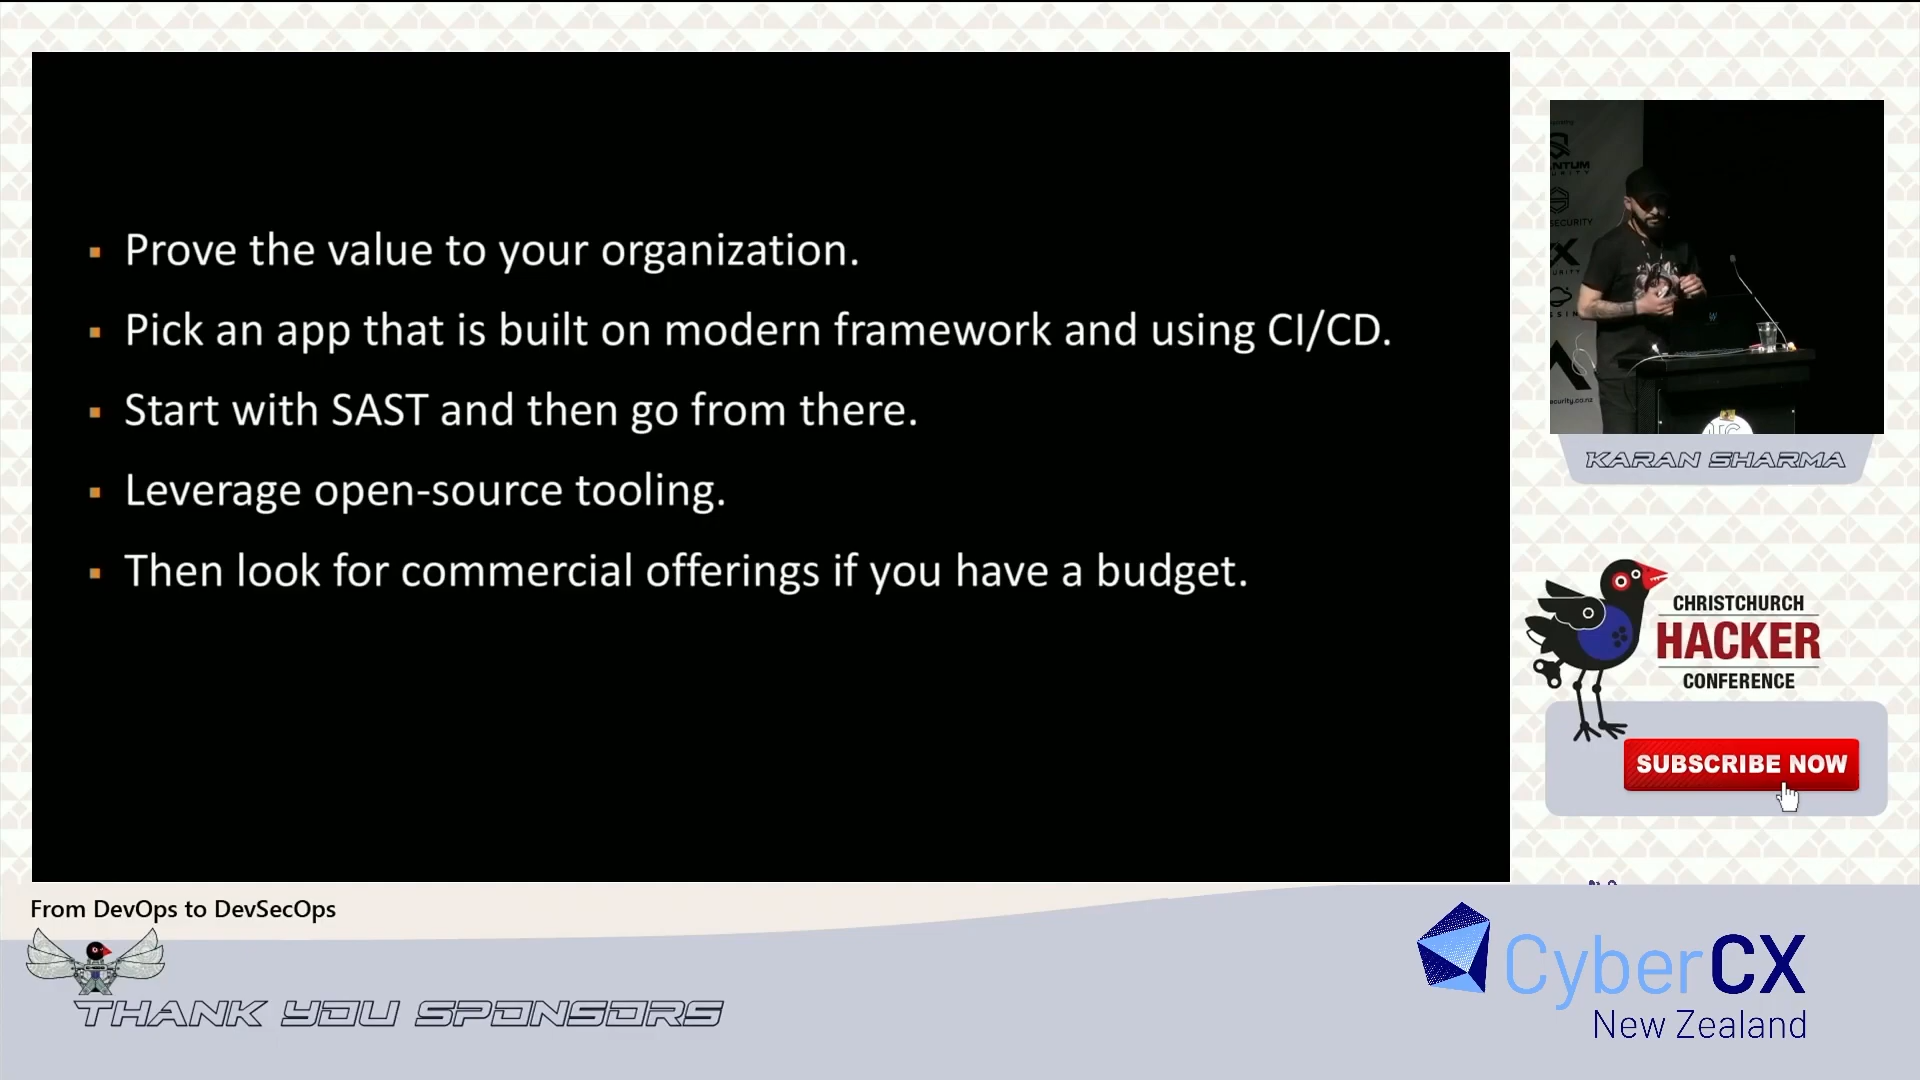 Prove the value to your organization.
Pick an app that is built on modern framework and using CI/CD.
Start with SAST and then go from there.
Leverage open-source tooling.
Then look for commercial offerings if you have a budget.
KARAN SHARMA
CHRISTCHURCH
HACKER
CONFERENCE
SUBSCRIBE NOW
From DevOps to DevSecOps
THANK YOU SPONSORS
CyberCX
New Zealand